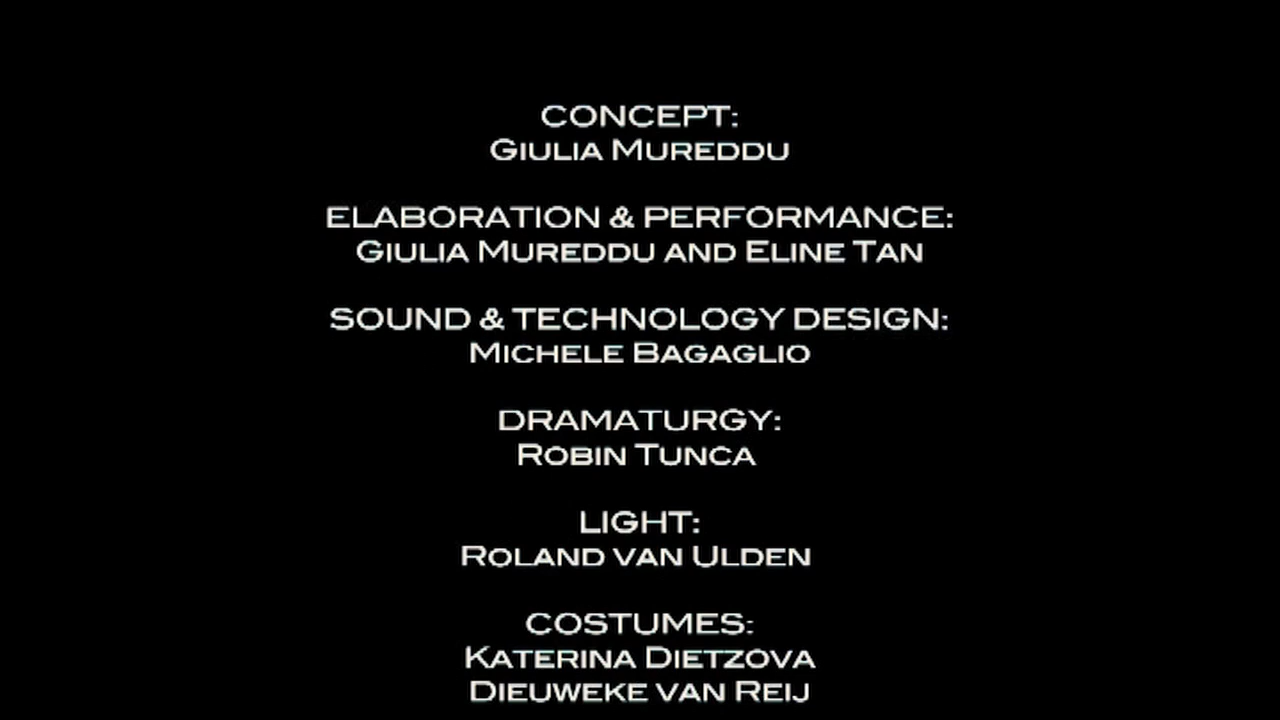 CONCEPT:
Giulia Mureddu
ELABORATION & PERFORMANCE:
Giulia Mureddu and Eline Tan
SOUND & TECHNOLOGY DESIGN:
Michele Bagaglio
DRAMATURGY:
Robin Tunca
LIGHT:
Roland van Ulden
COSTUMES:
Katerina Dietzova
Dieuweke van Reij